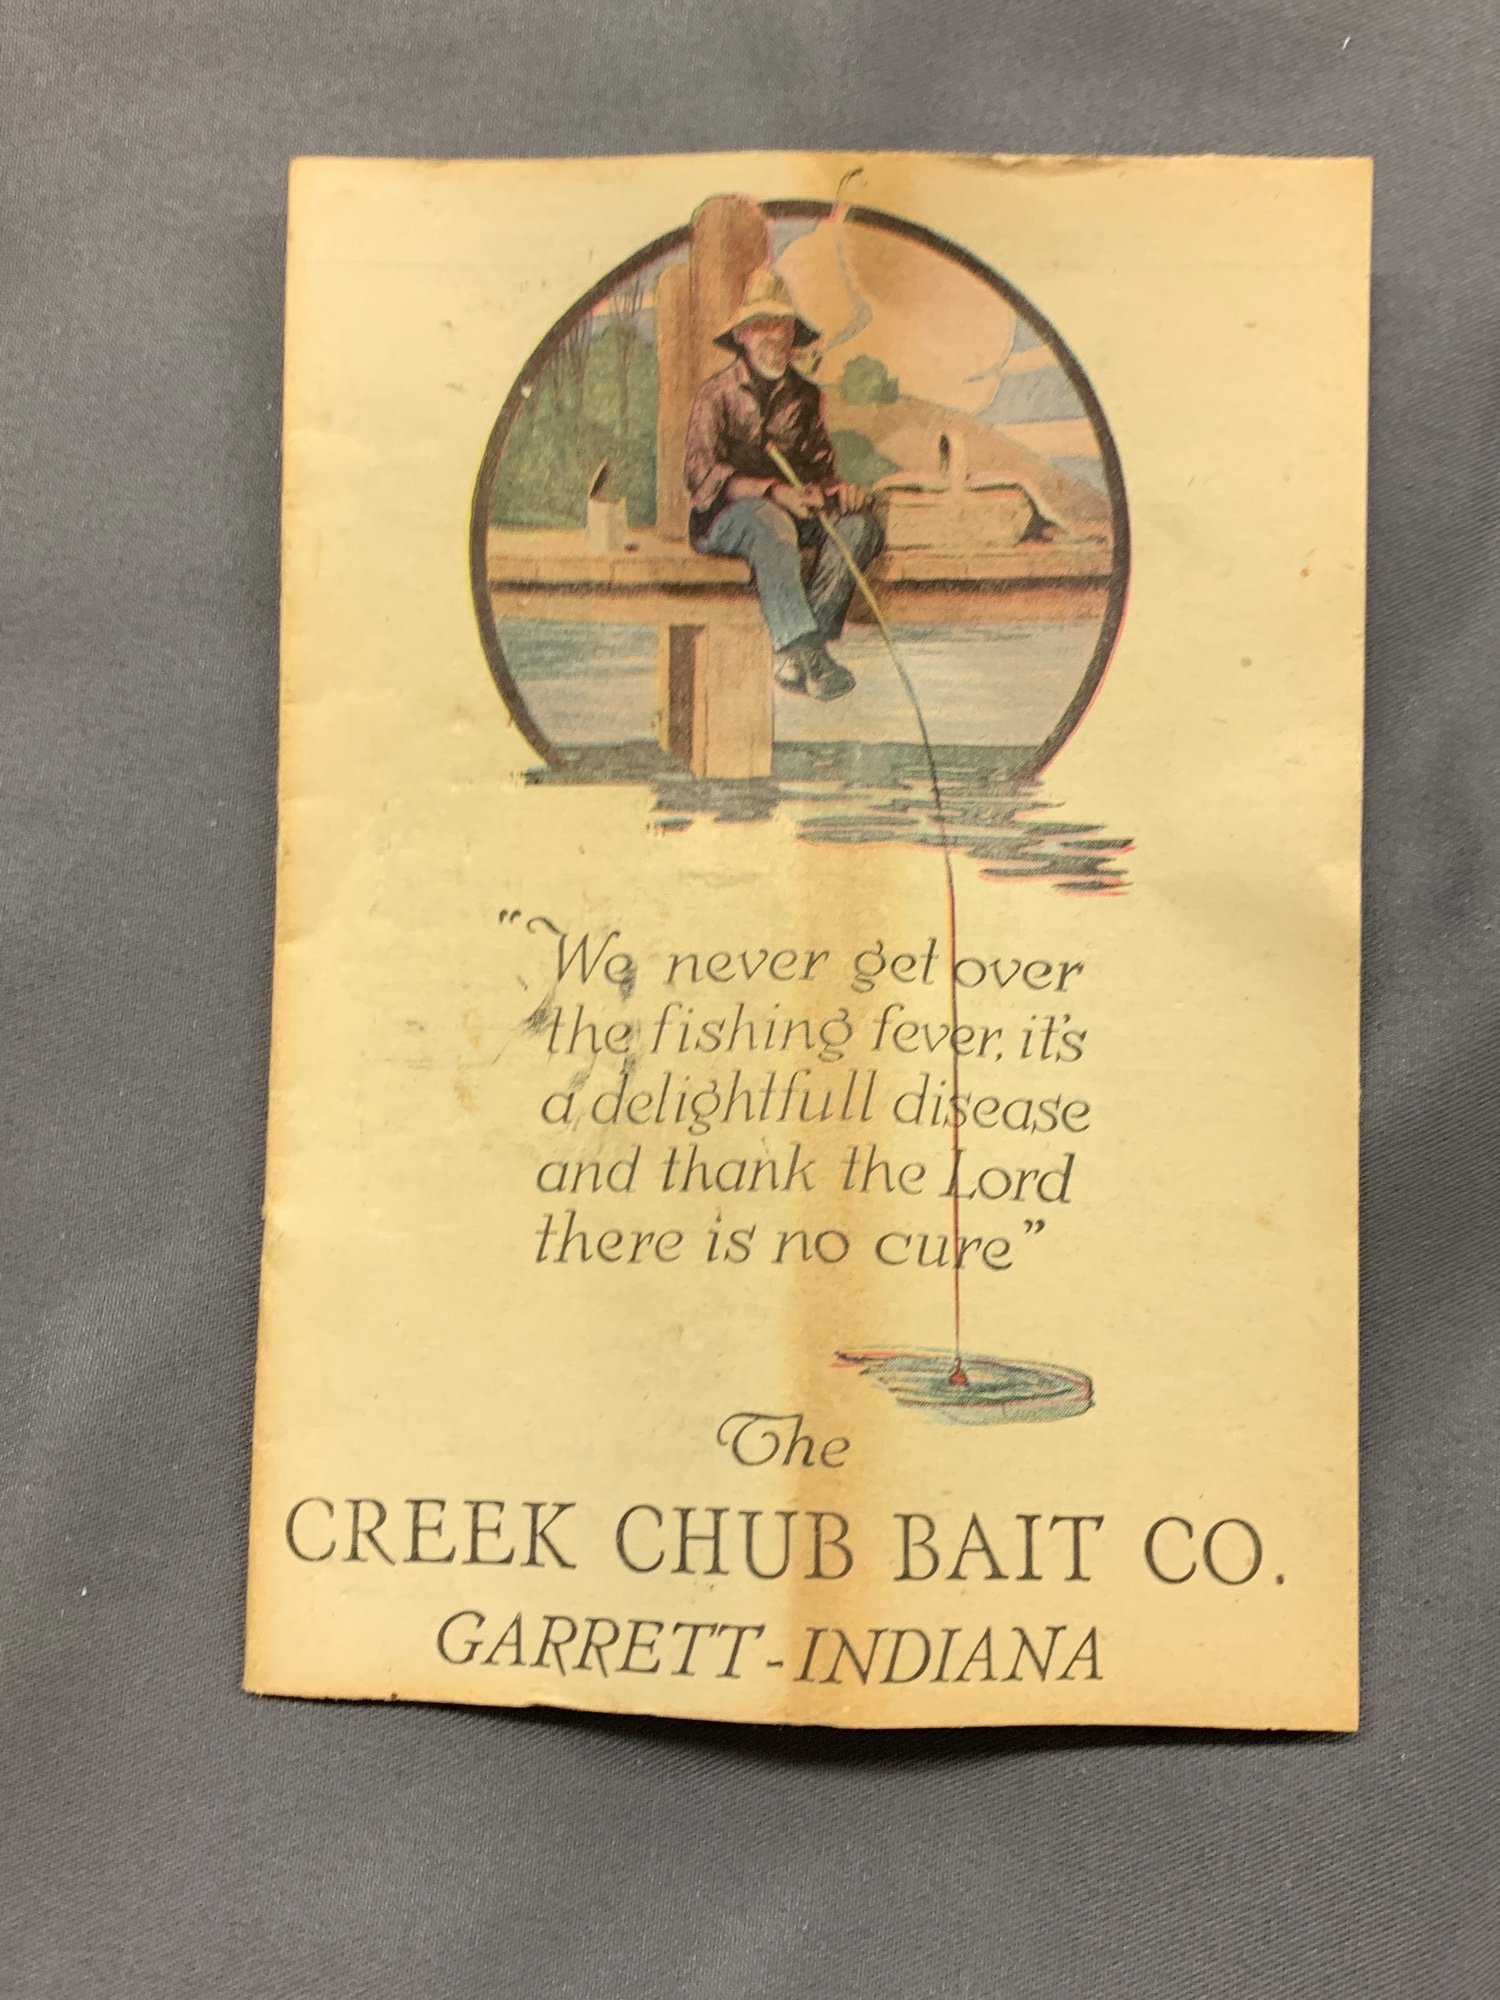 "We never get over
the fishing fever, it's
a delightfull disease
and thank the Lord
there is no cure"
The
CREEK CHUB BAIT CO.
GARRETT-INDIANA